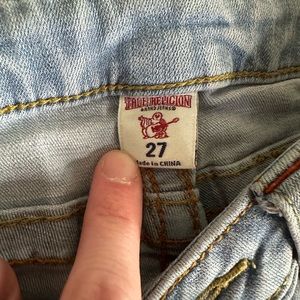 TRUE RELIGION
BRAND JEANS®
27
Made in CHINA